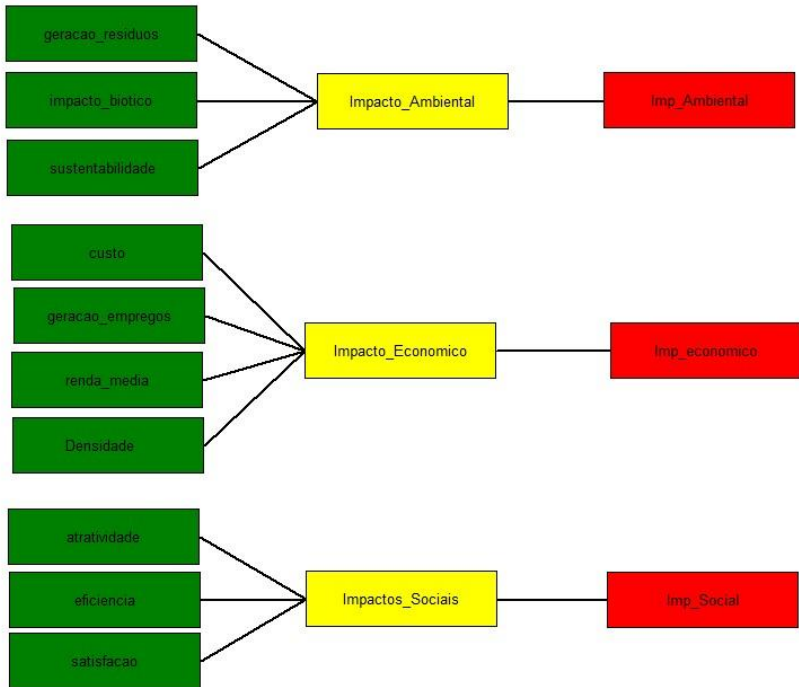 geracao_residuos
impacto_biotico
sustentabilidade
Impacto_Ambiental
Imp_Ambiental
custo
geracao_empregos
renda_media
Densidade
Impacto_Economico
Imp_economico
atratividade
eficiencia
satisfacao
Impactos_Sociais
Imp_Social